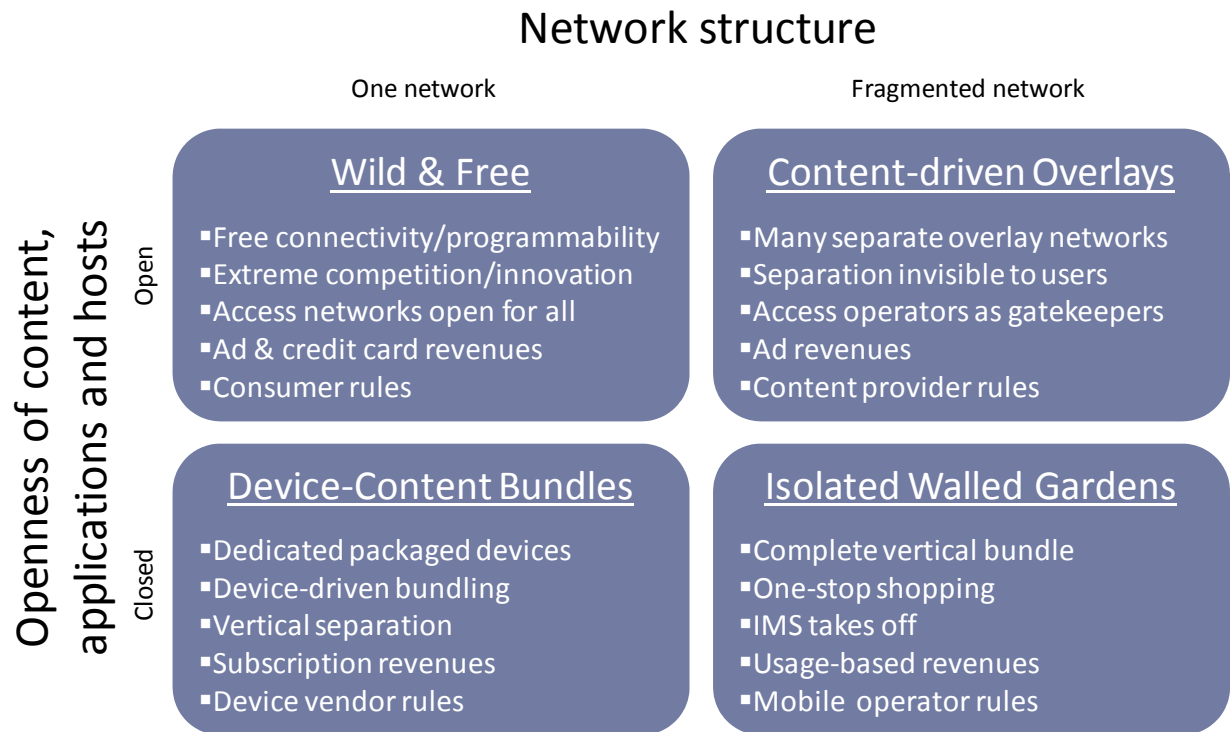 Network structure
One network
Fragmented network
Openness of content,
applications and hosts
Open
Wild & Free
▪Free connectivity/programmability
▪Extreme competition/innovation
▪Access networks open for all
▪Ad & credit card revenues
▪Consumer rules
Content-driven Overlays
▪Many separate overlay networks
▪Separation invisible to users
▪Access operators as gatekeepers
▪Ad revenues
▪Content provider rules
Closed
Device-Content Bundles
▪Dedicated packaged devices
▪Device-driven bundling
▪Vertical separation
▪Subscription revenues
▪Device vendor rules
Isolated Walled Gardens
▪Complete vertical bundle
▪One-stop shopping
▪IMS takes off
▪Usage-based revenues
▪Mobile operator rules